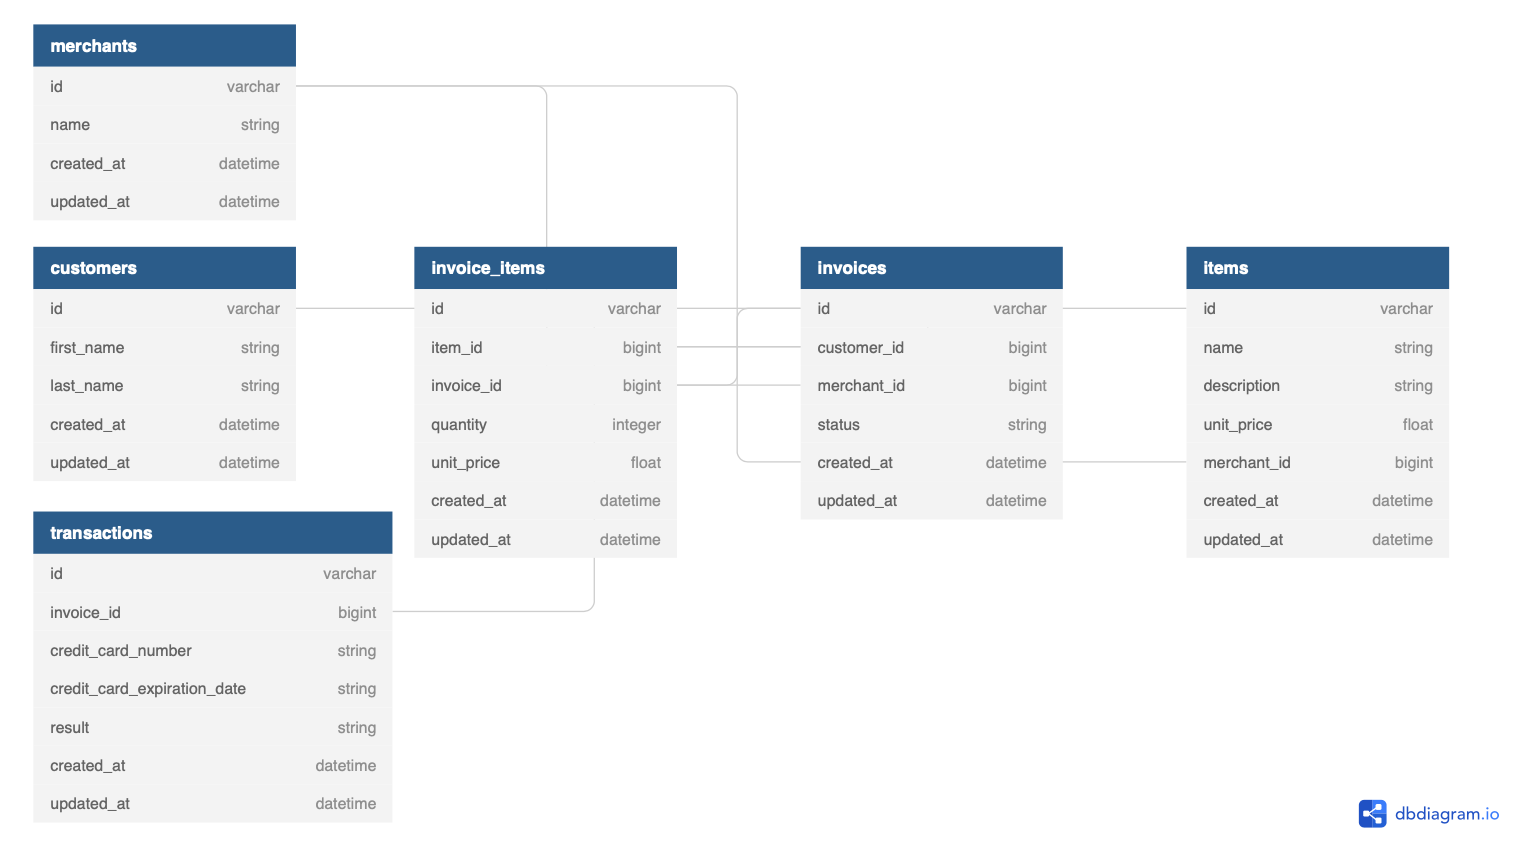 merchants
id varchar
name string
created_at datetime
updated_at datetime
customers
id varchar
first_name string
last_name string
created_at datetime
updated_at datetime
invoice_items
id varchar
item_id bigint
invoice_id bigint
quantity integer
unit_price float
created_at datetime
updated_at datetime
invoices
id varchar
customer_id bigint
merchant_id bigint
status string
created_at datetime
updated_at datetime
items
id varchar
name string
description string
unit_price float
merchant_id bigint
created_at datetime
updated_at datetime
transactions
id varchar
invoice_id bigint
credit_card_number string
credit_card_expiration_date string
result string
created_at datetime
updated_at datetime
dbdiagram.io